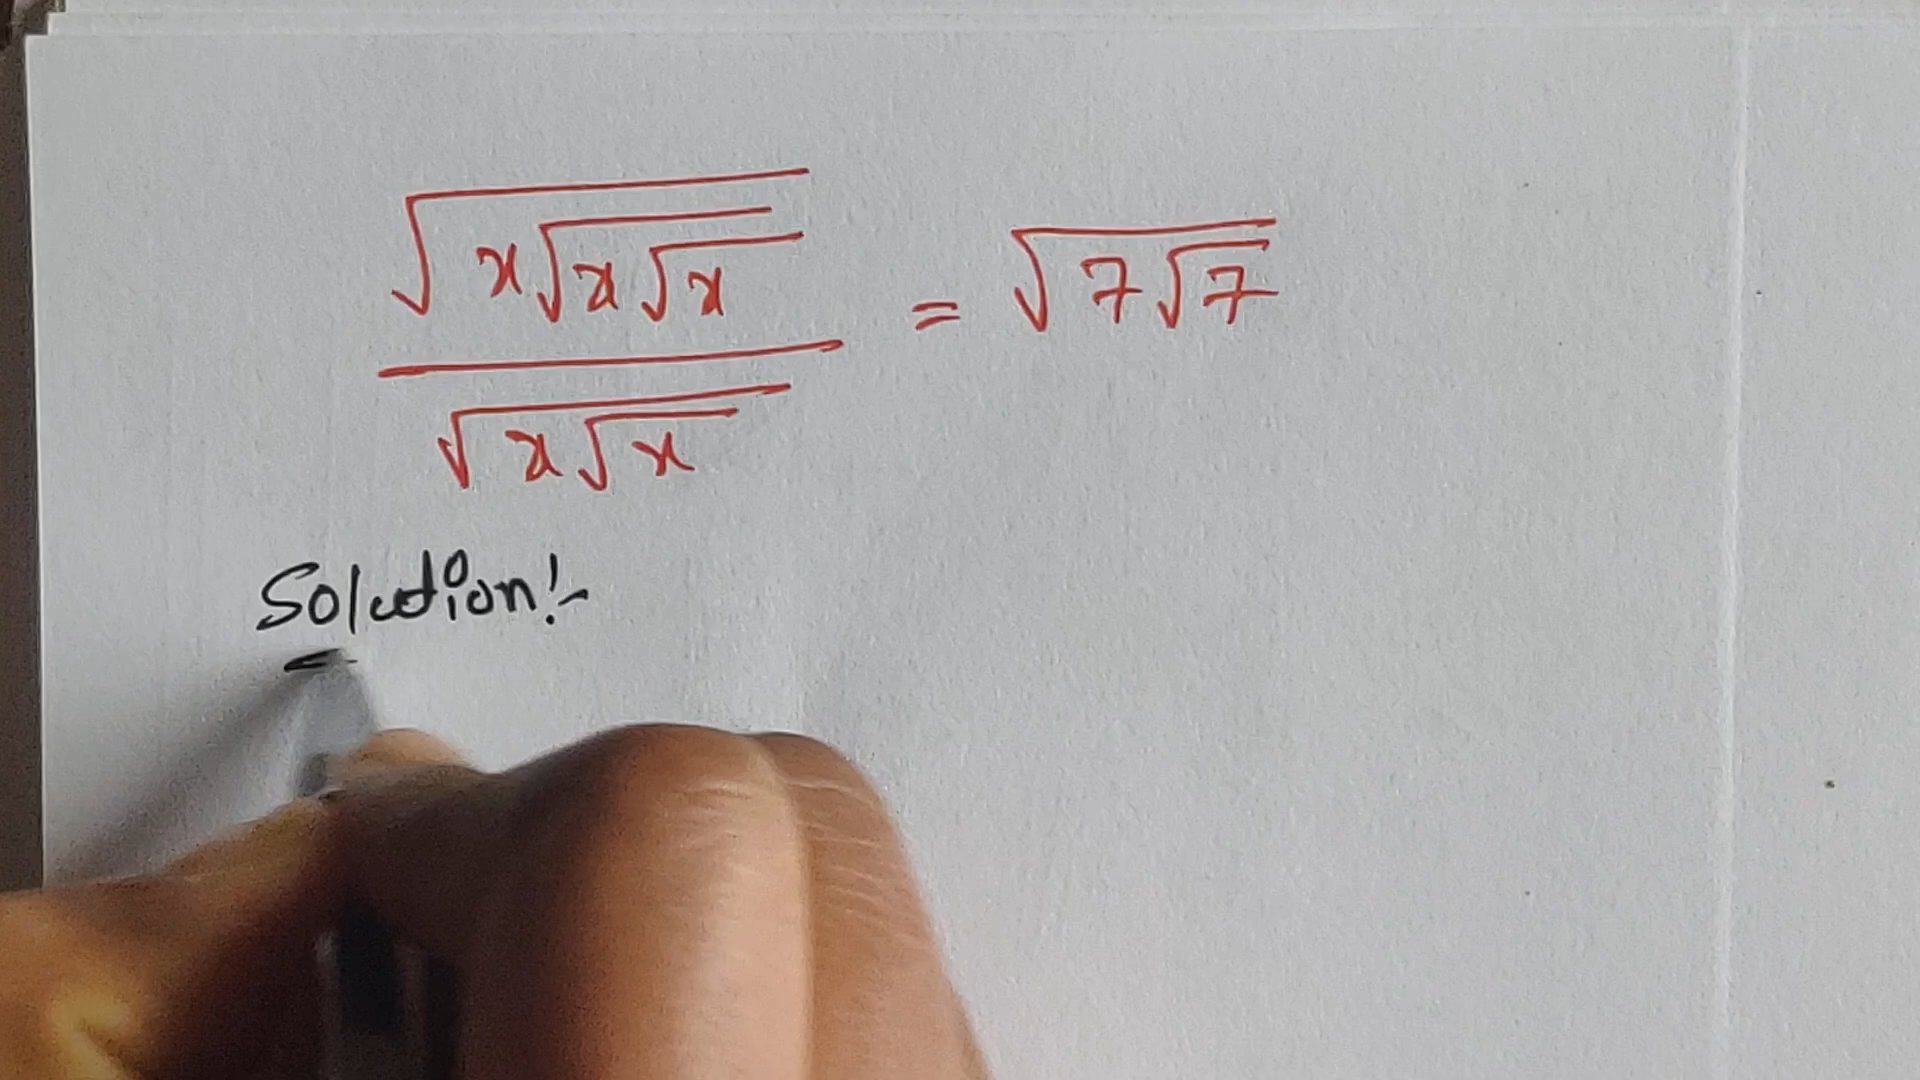 √(x√(x√x)) / √(x√x) = √(7√7)
Solution:-